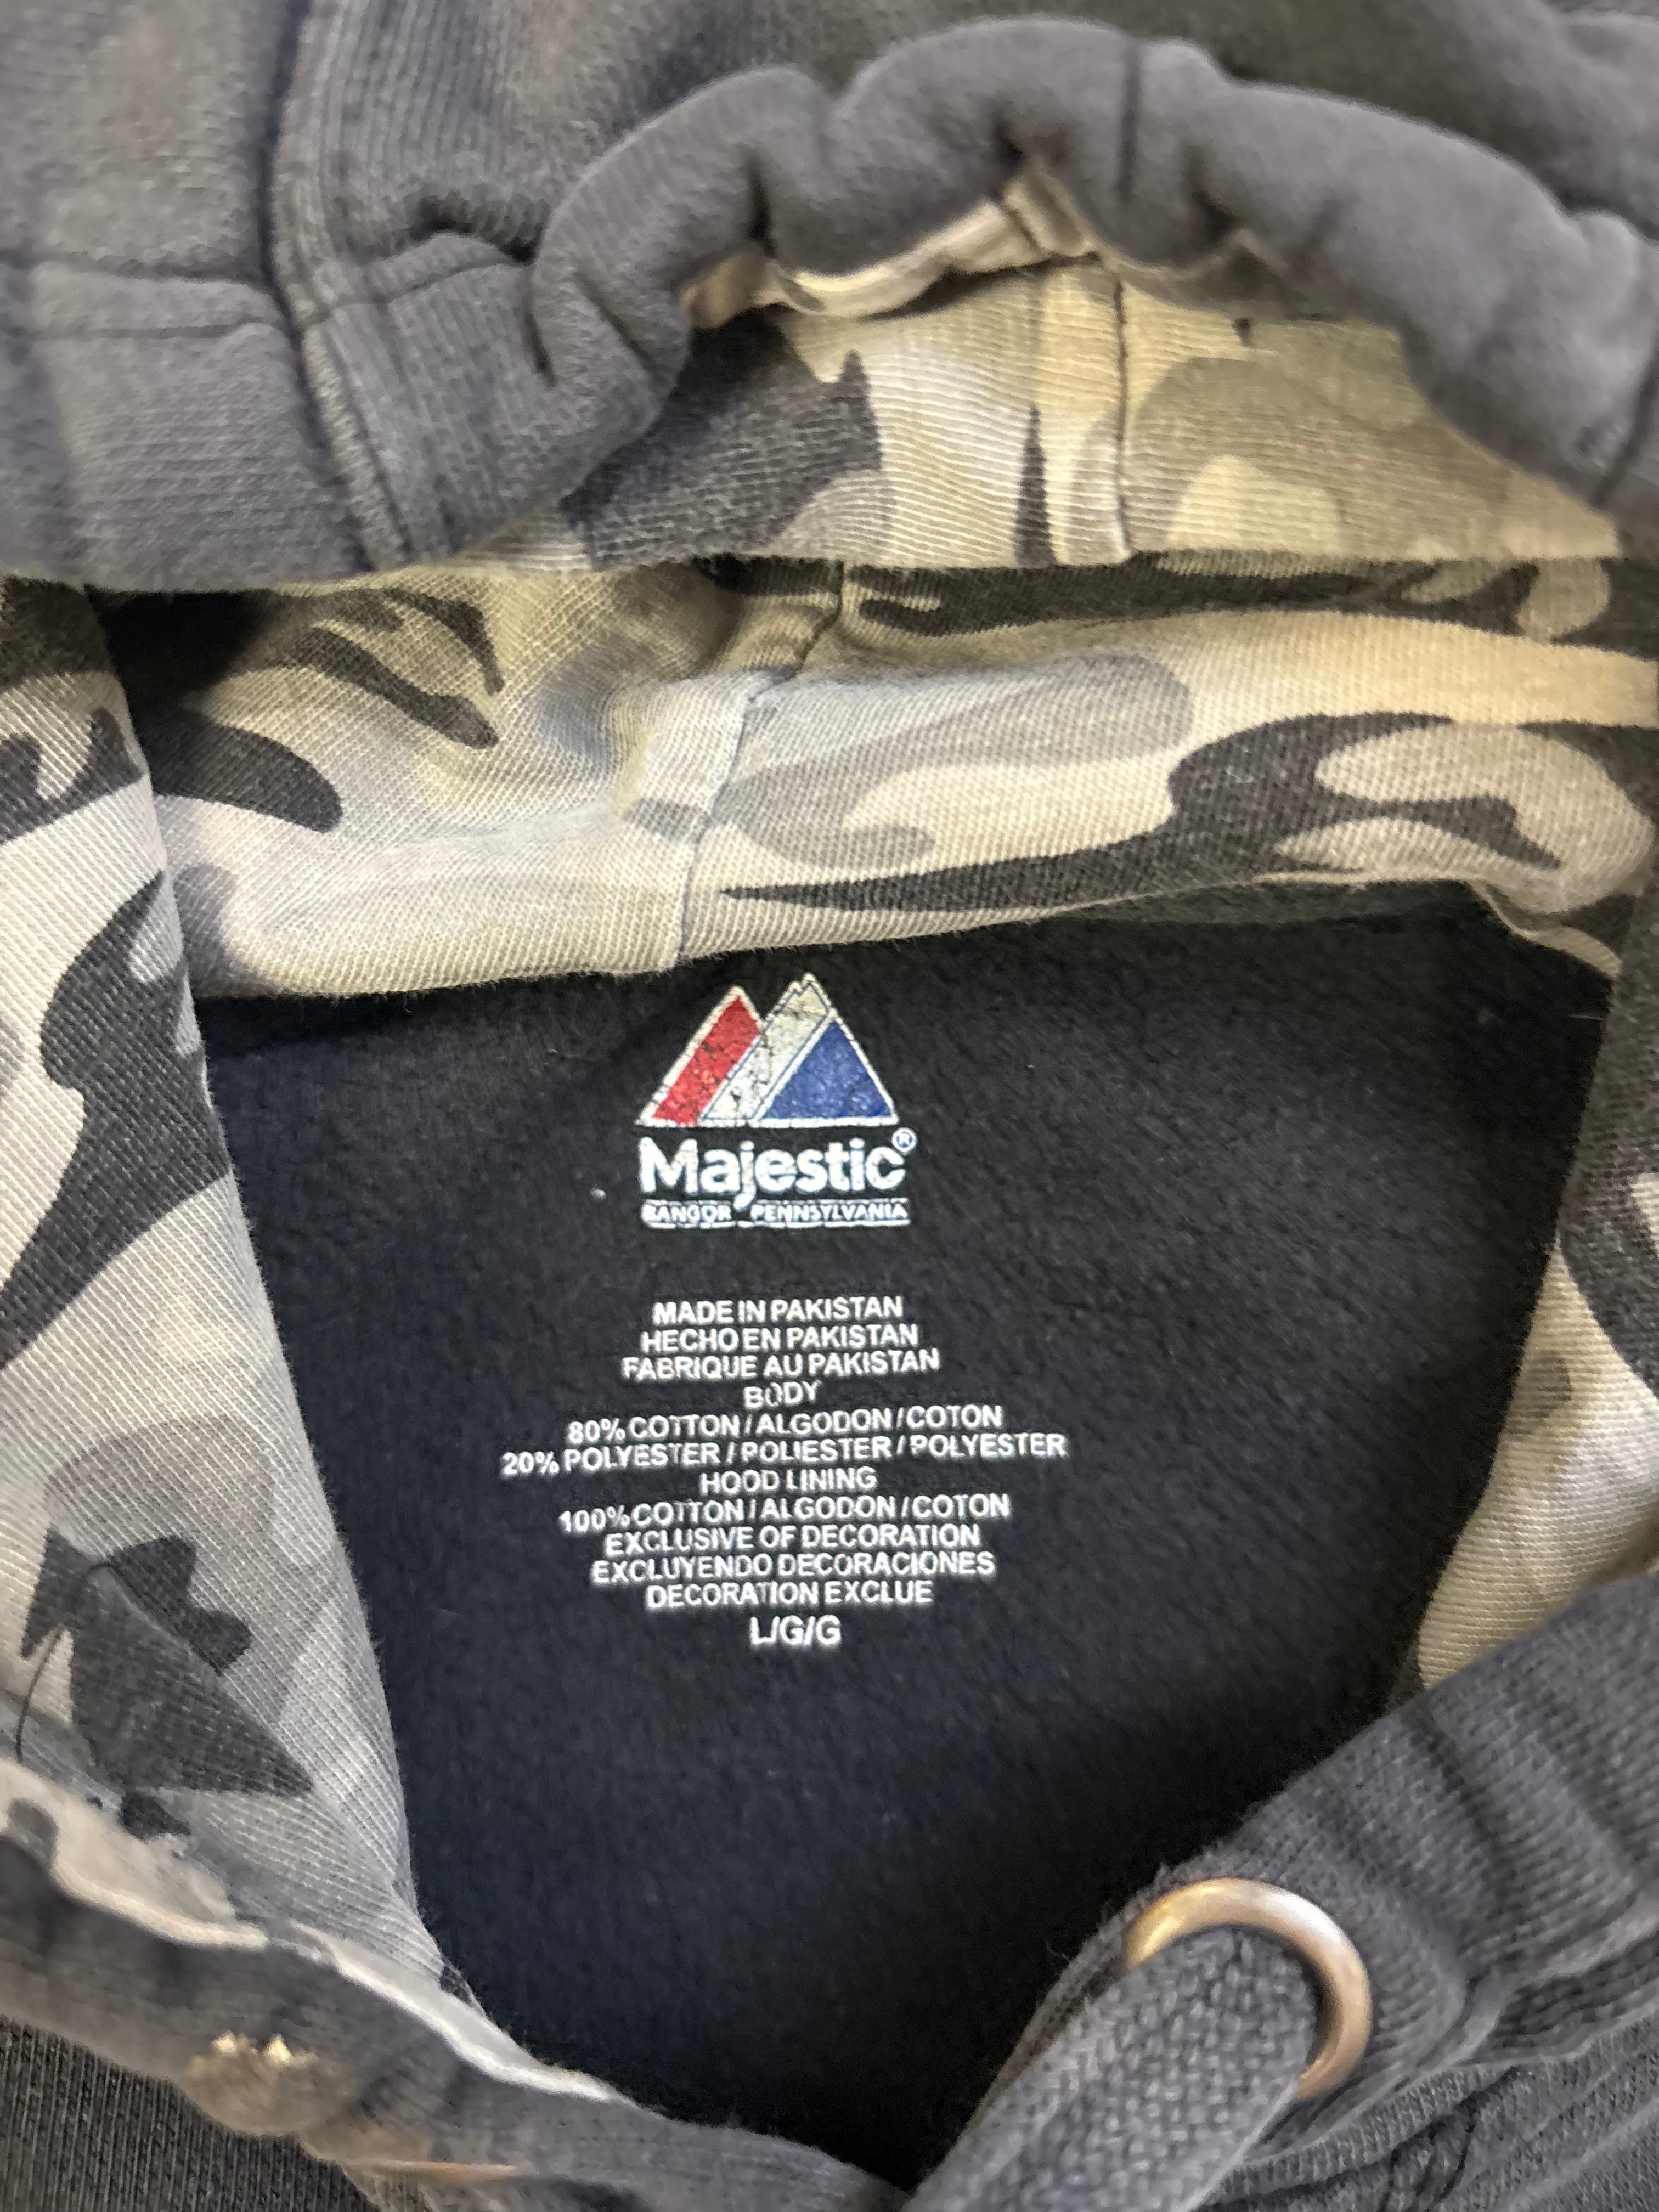 Majestic®
BANGOR PENNSYLVANIA
MADE IN PAKISTAN
HECHO EN PAKISTAN
FABRIQUE AU PAKISTAN
BODY
80% COTTON / ALGODON / COTON
20% POLYESTER / POLIESTER / POLYESTER
HOOD LINING
100% COTTON / ALGODON / COTON
EXCLUSIVE OF DECORATION
EXCLUYENDO DECORACIONES
DECORATION EXCLUE
L/G/G